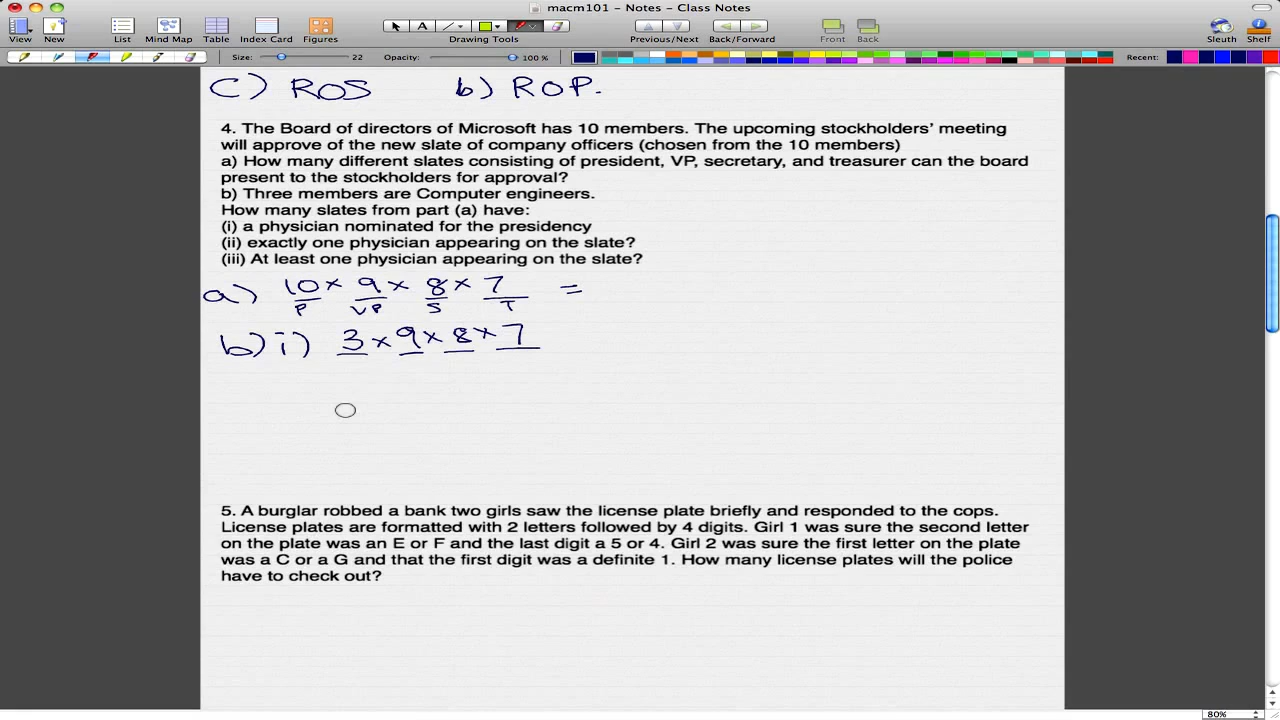 macm101 - Notes - Class Notes
View New List Mind Map Table Index Card Figures Drawing Tools Previous/Next Back/Forward Front Back Sleuth Shelf
Size: 22 Opacity: 100 % Recent:
C) ROS b) ROP.
4. The Board of directors of Microsoft has 10 members. The upcoming stockholders' meeting
will approve of the new slate of company officers (chosen from the 10 members)
a) How many different slates consisting of president, VP, secretary, and treasurer can the board
present to the stockholders for approval?
b) Three members are Computer engineers.
How many slates from part (a) have:
(i) a physician nominated for the presidency
(ii) exactly one physician appearing on the slate?
(iii) At least one physician appearing on the slate?
a) 10 × 9 × 8 × 7 =
P VP S T
b) i) 3 × 9 × 8 × 7
5. A burglar robbed a bank two girls saw the license plate briefly and responded to the cops.
License plates are formatted with 2 letters followed by 4 digits. Girl 1 was sure the second letter
on the plate was an E or F and the last digit a 5 or 4. Girl 2 was sure the first letter on the plate
was a C or a G and that the first digit was a definite 1. How many license plates will the police
have to check out?
80%